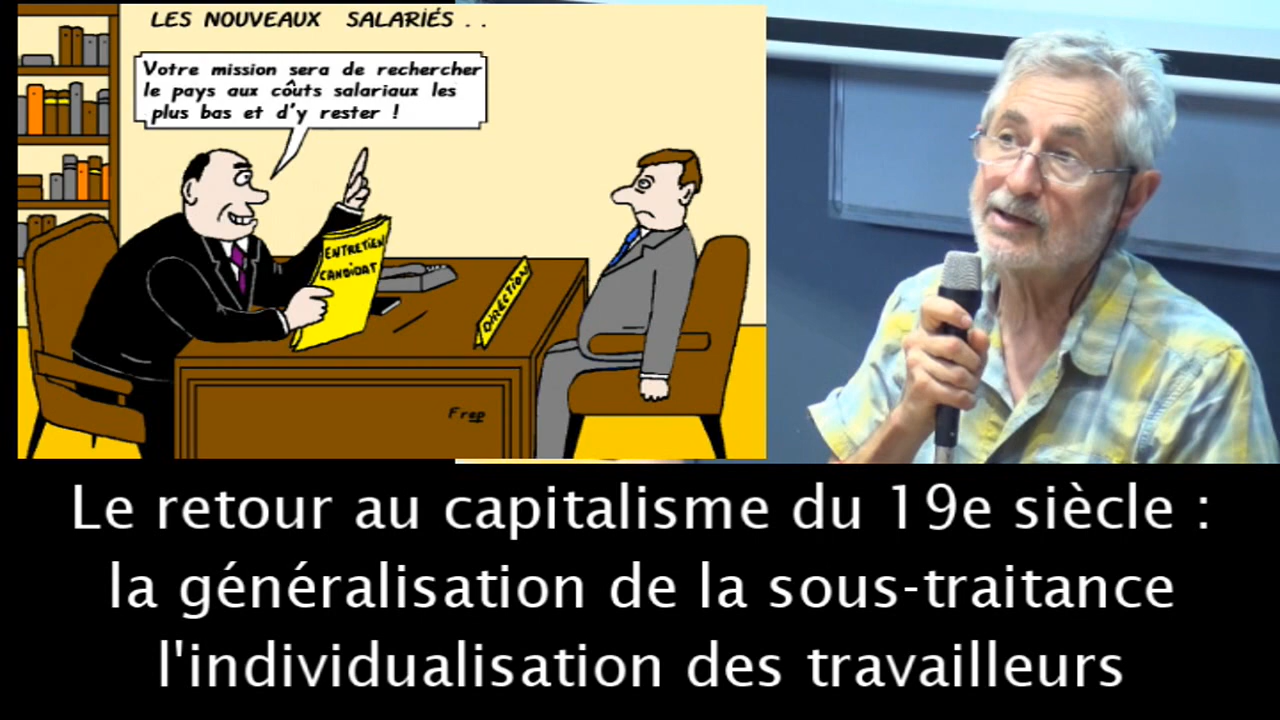 LES NOUVEAUX SALARIÉS . .
Votre mission sera de rechercher
le pays aux coûts salariaux les
plus bas et d'y rester !
ENTRETIEN
CANDIDAT
DIRECTION
Frep
Le retour au capitalisme du 19e siècle :
la généralisation de la sous-traitance
l'individualisation des travailleurs